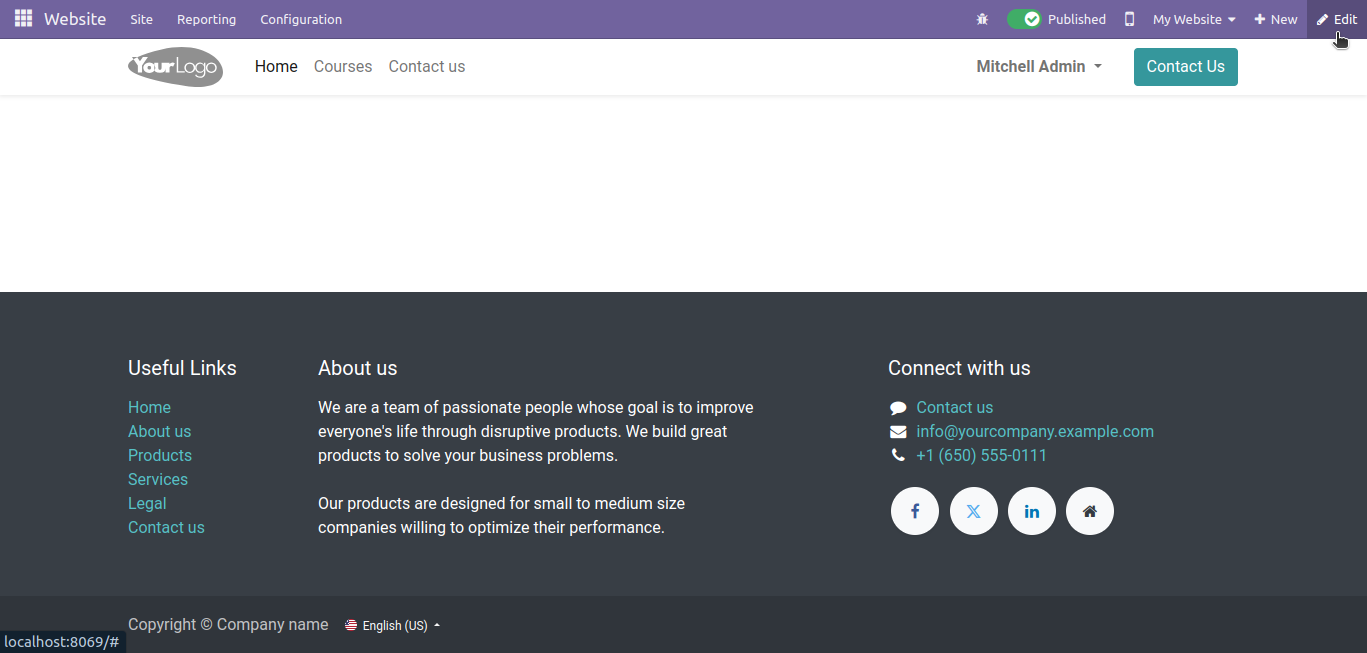 Website Site Reporting Configuration Published My Website + New Edit
YourLogo Home Courses Contact us Mitchell Admin Contact Us
Useful Links
Home
About us
Products
Services
Legal
Contact us
About us
We are a team of passionate people whose goal is to improve
everyone's life through disruptive products. We build great
products to solve your business problems.
Our products are designed for small to medium size
companies willing to optimize their performance.
Connect with us
Contact us
info@yourcompany.example.com
+1 (650) 555-0111
Copyright © Company name English (US)
localhost:8069/#